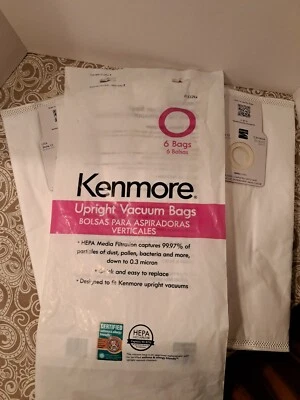 6 Bags
6 Bolsas
Kenmore
Upright Vacuum Bags
BOLSAS PARA ASPIRADORAS
VERTICALES
• HEPA Media Filtration captures 99.97% of
particles of dust, pollen, bacteria and more,
down to 0.3 micron
• Quick and easy to replace
• Designed to fit Kenmore upright vacuums
CERTIFIED
HEPA